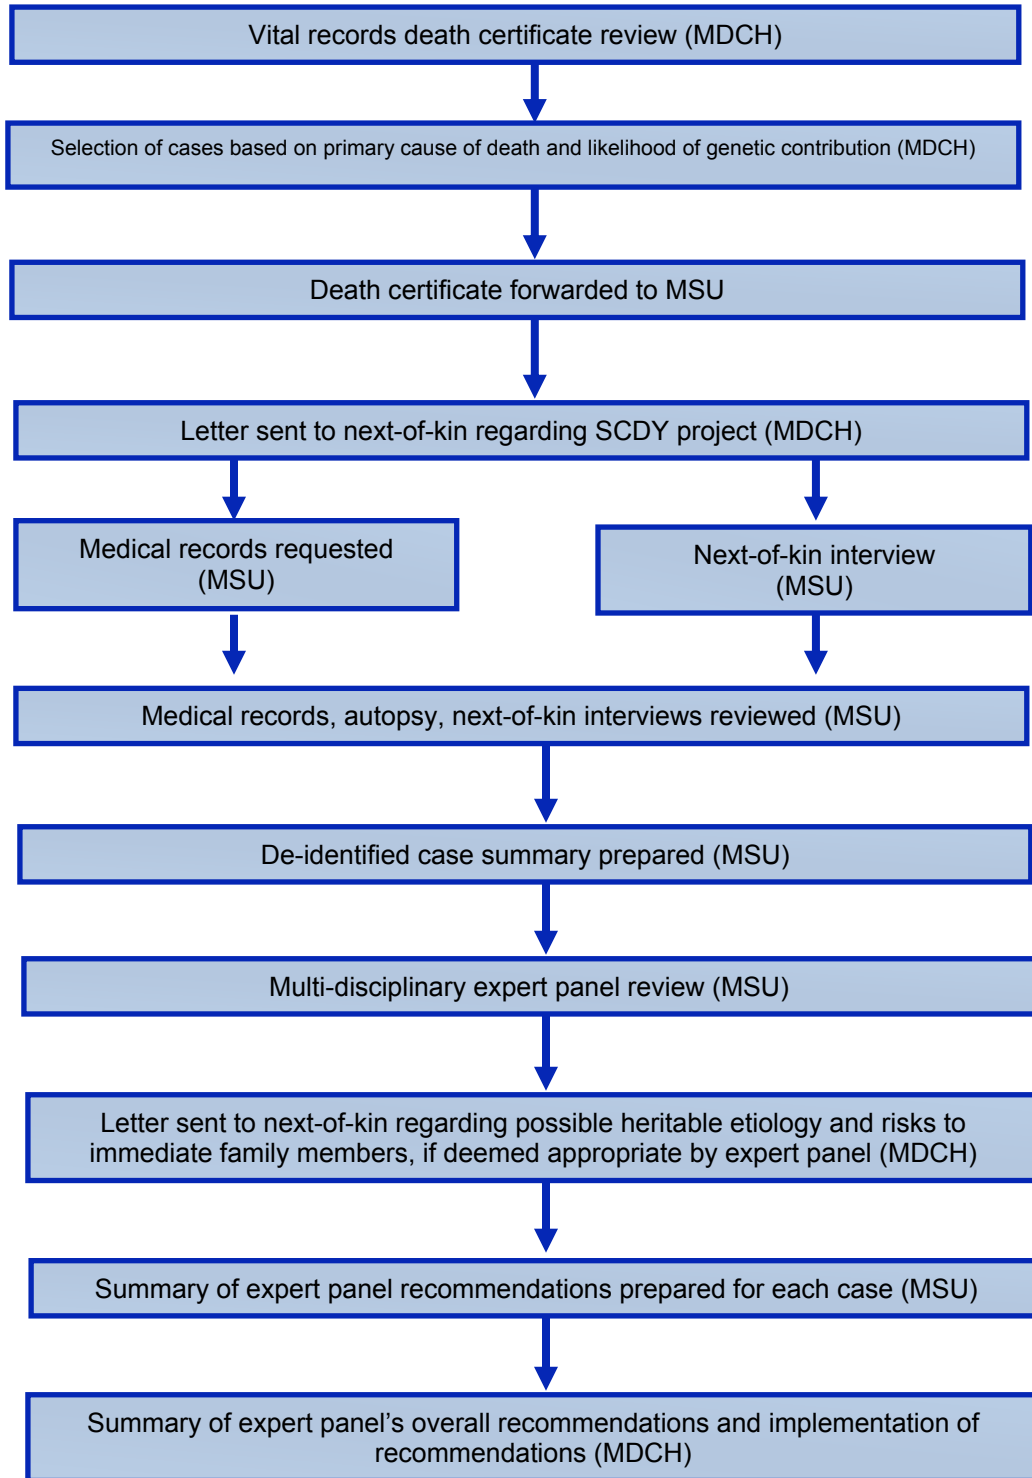 Vital records death certificate review (MDCH)
Selection of cases based on primary cause of death and likelihood of genetic contribution (MDCH)
Death certificate forwarded to MSU
Letter sent to next-of-kin regarding SCDY project (MDCH)
Medical records requested
(MSU)
Next-of-kin interview
(MSU)
Medical records, autopsy, next-of-kin interviews reviewed (MSU)
De-identified case summary prepared (MSU)
Multi-disciplinary expert panel review (MSU)
Letter sent to next-of-kin regarding possible heritable etiology and risks to
immediate family members, if deemed appropriate by expert panel (MDCH)
Summary of expert panel recommendations prepared for each case (MSU)
Summary of expert panel’s overall recommendations and implementation of
recommendations (MDCH)